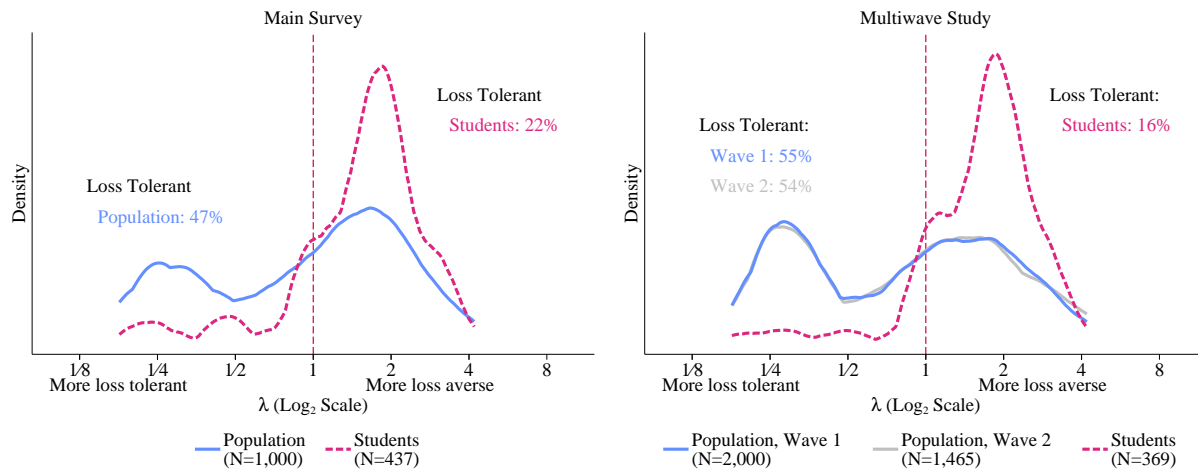 Main Survey
Density
Loss Tolerant
Students: 22%
Loss Tolerant
Population: 47%
1⁄8
1⁄4
1⁄2
1
2
4
8
More loss tolerant
More loss averse
λ (Log₂ Scale)
Population
(N=1,000)
Students
(N=437)
Multiwave Study
Density
Loss Tolerant:
Students: 16%
Loss Tolerant:
Wave 1: 55%
Wave 2: 54%
1⁄8
1⁄4
1⁄2
1
2
4
8
More loss tolerant
More loss averse
λ (Log₂ Scale)
Population, Wave 1
(N=2,000)
Population, Wave 2
(N=1,465)
Students
(N=369)